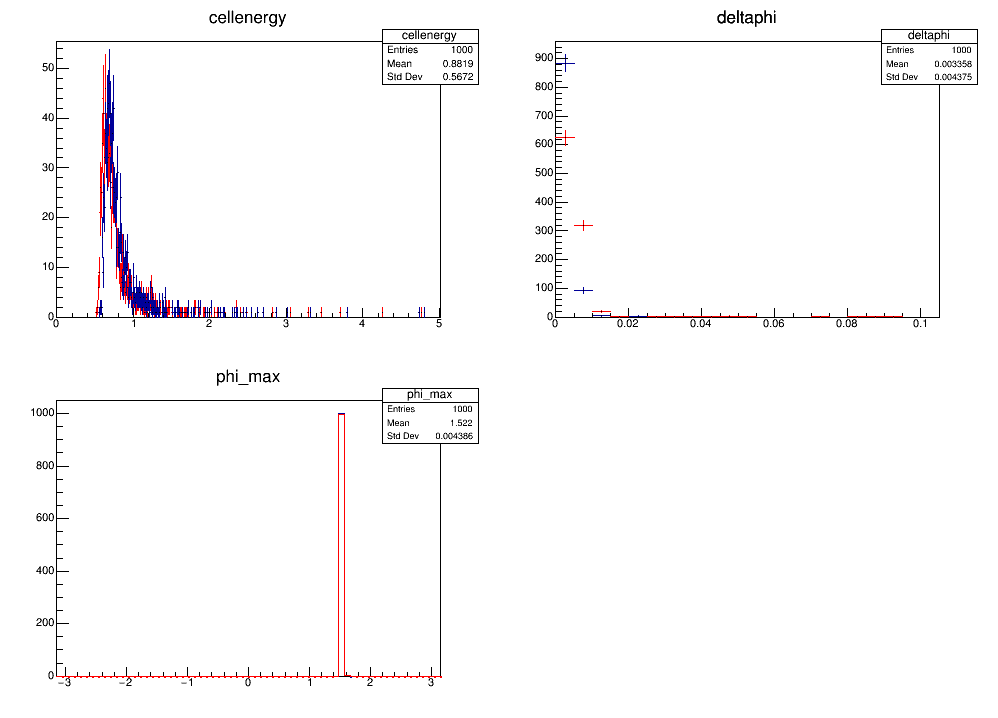 cellenergy
cellenergy
Entries 1000
Mean 0.8819
Std Dev 0.5672
50
40
30
20
10
0
0 1 2 3 4 5
deltaphi
deltaphi
Entries 1000
Mean 0.003358
Std Dev 0.004375
900
800
700
600
500
400
300
200
100
0
0 0.02 0.04 0.06 0.08 0.1
phi_max
phi_max
Entries 1000
Mean 1.522
Std Dev 0.004386
1000
800
600
400
200
0
−3 −2 −1 0 1 2 3